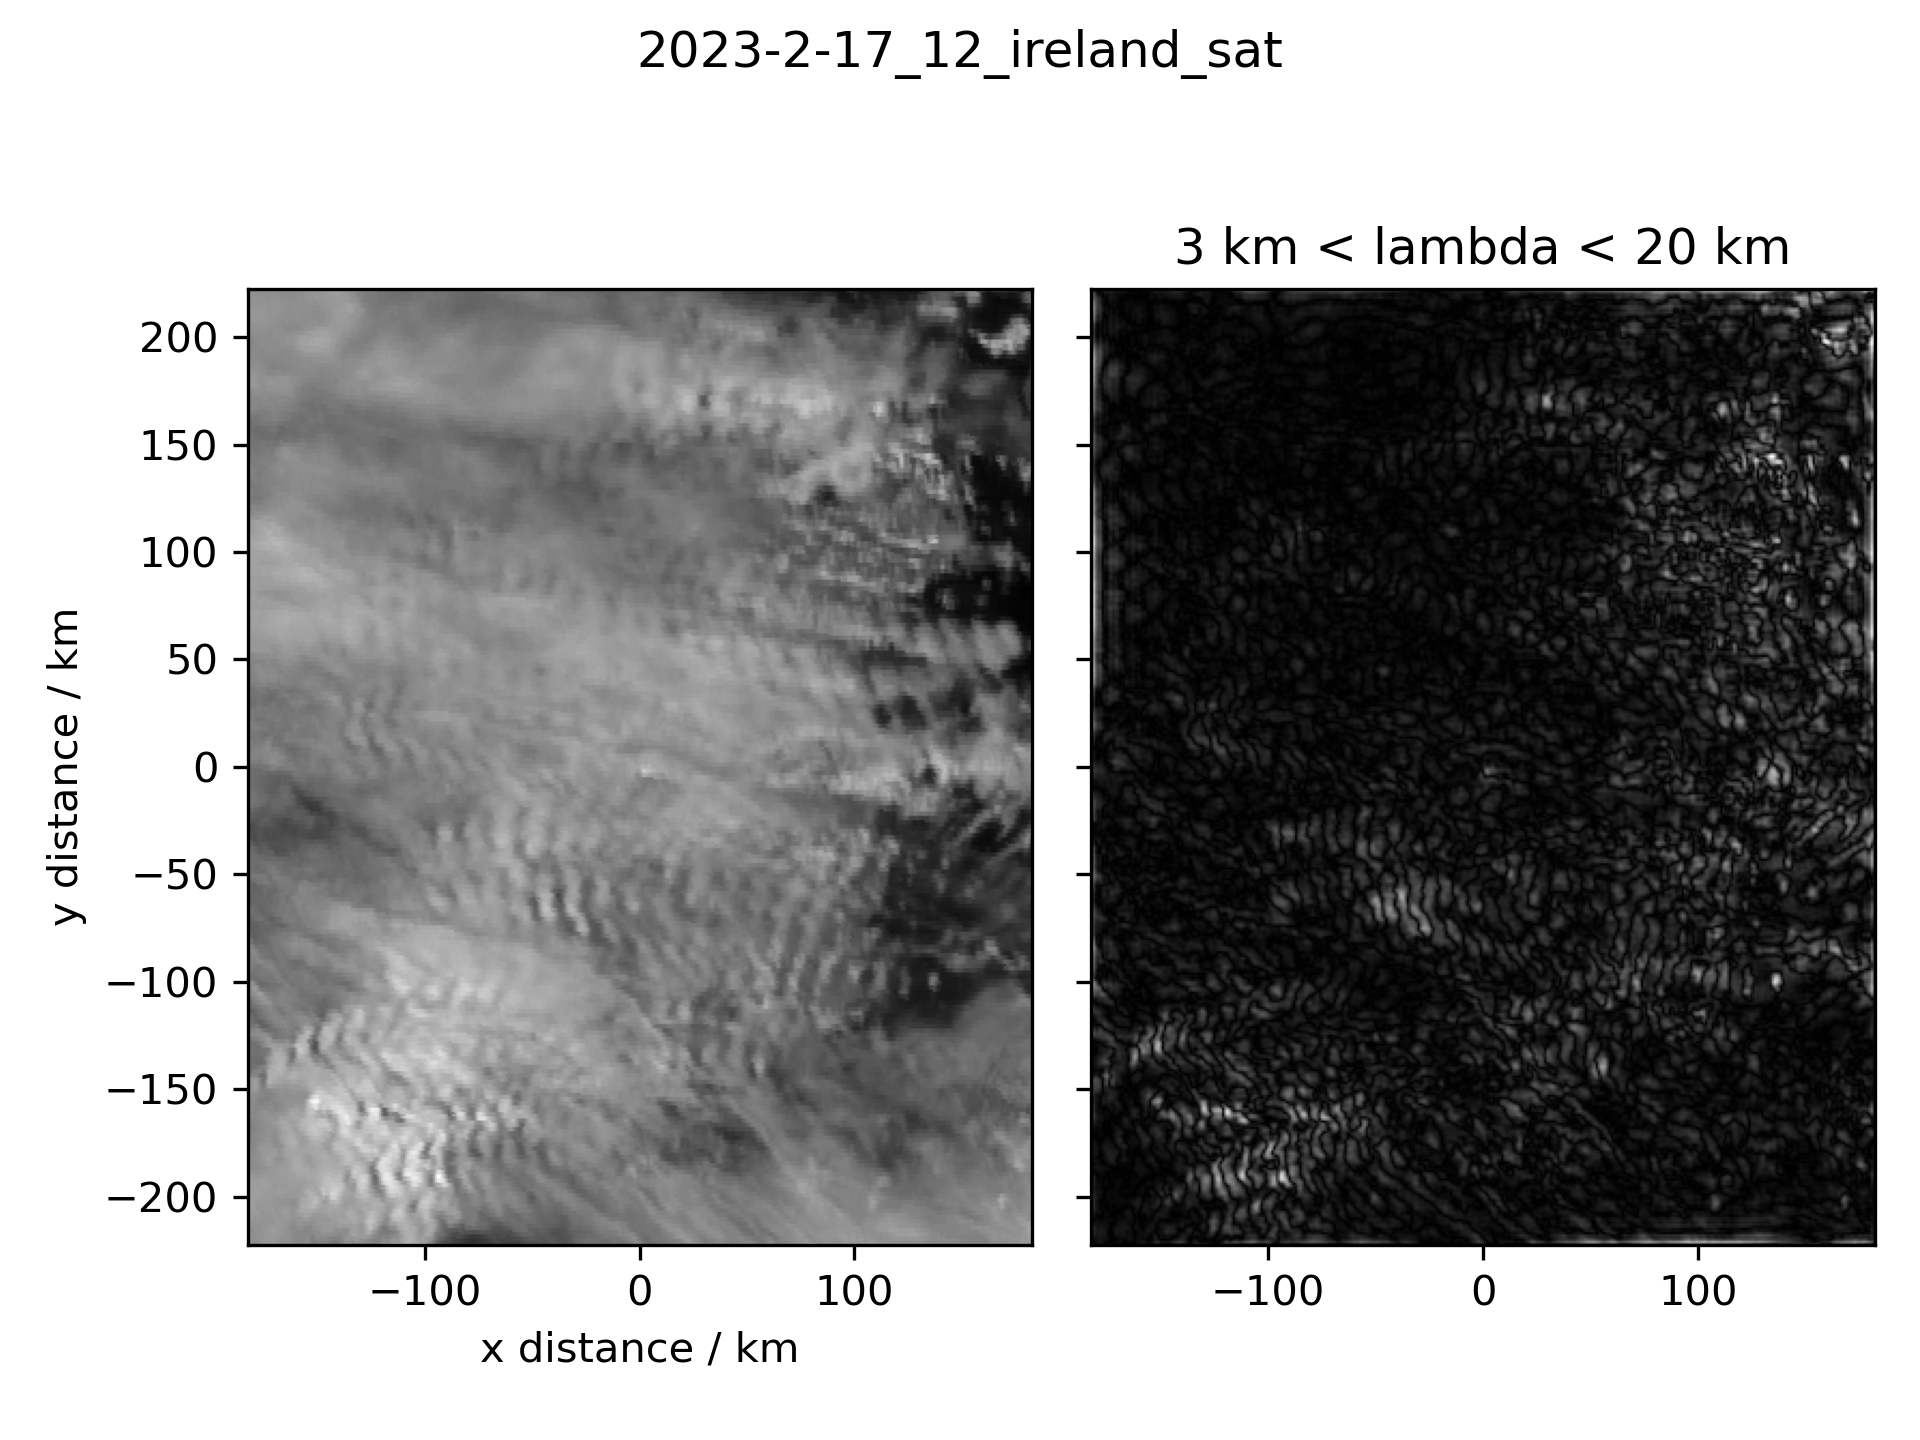 2023-2-17_12_ireland_sat
3 km < lambda < 20 km
200
150
100
50
0
−50
−100
−150
−200
y distance / km
−100 0 100
−100 0 100
x distance / km